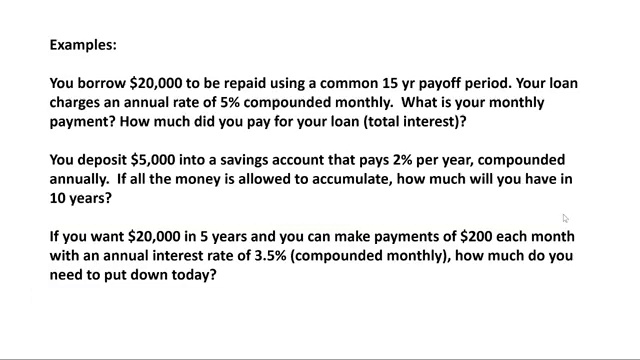 Examples:
You borrow $20,000 to be repaid using a common 15 yr payoff period. Your loan
charges an annual rate of 5% compounded monthly.  What is your monthly
payment? How much did you pay for your loan (total interest)?
You deposit $5,000 into a savings account that pays 2% per year, compounded
annually.  If all the money is allowed to accumulate, how much will you have in
10 years?
If you want $20,000 in 5 years and you can make payments of $200 each month
with an annual interest rate of 3.5% (compounded monthly), how much do you
need to put down today?